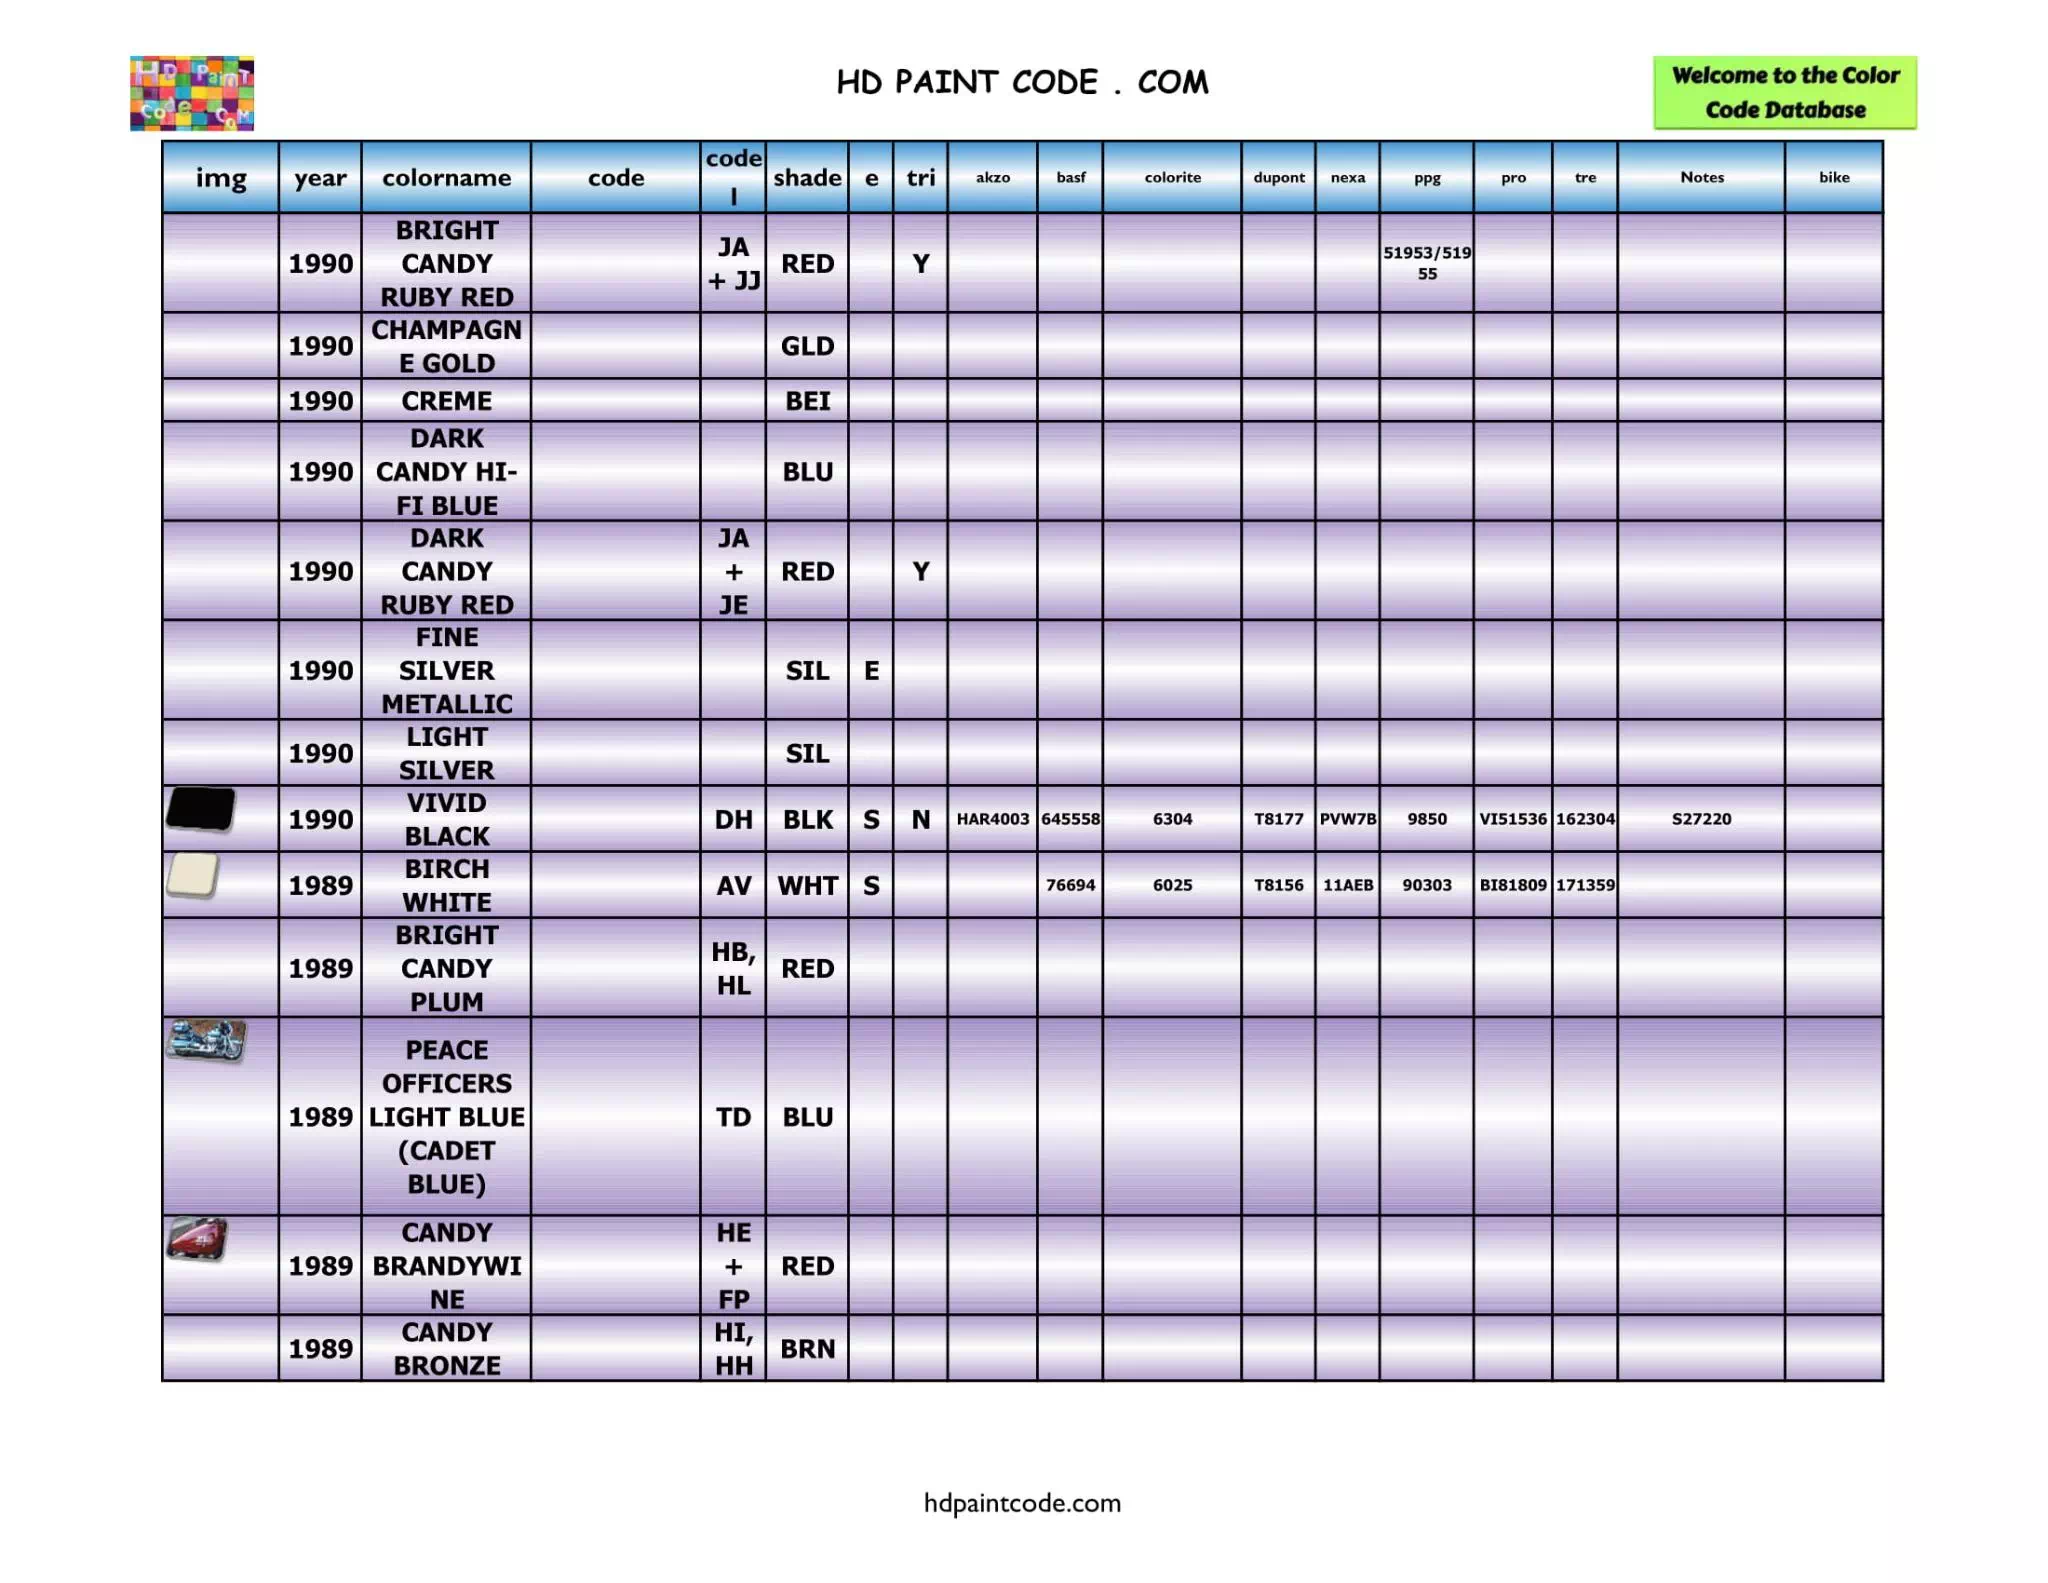 HD PainT
Code CoM
HD PAINT CODE . COM
Welcome to the Color
Code Database
img year colorname code code l shade e tri akzo basf colorite dupont nexa ppg pro tre Notes bike
1990 BRIGHT CANDY RUBY RED JA + JJ RED Y 51953/51955
1990 CHAMPAGNE GOLD GLD
1990 CREME BEI
1990 DARK CANDY HI-FI BLUE BLU
1990 DARK CANDY RUBY RED JA + JE RED Y
1990 FINE SILVER METALLIC SIL E
1990 LIGHT SILVER SIL
1990 VIVID BLACK DH BLK S N HAR4003 645558 6304 T8177 PVW7B 9850 VI51536 162304 S27220
1989 BIRCH WHITE AV WHT S 76694 6025 T8156 11AEB 90303 BI81809 171359
1989 BRIGHT CANDY PLUM HB, HL RED
1989 PEACE OFFICERS LIGHT BLUE (CADET BLUE) TD BLU
1989 CANDY BRANDYWINE HE + FP RED
1989 CANDY BRONZE HI, HH BRN
hdpaintcode.com